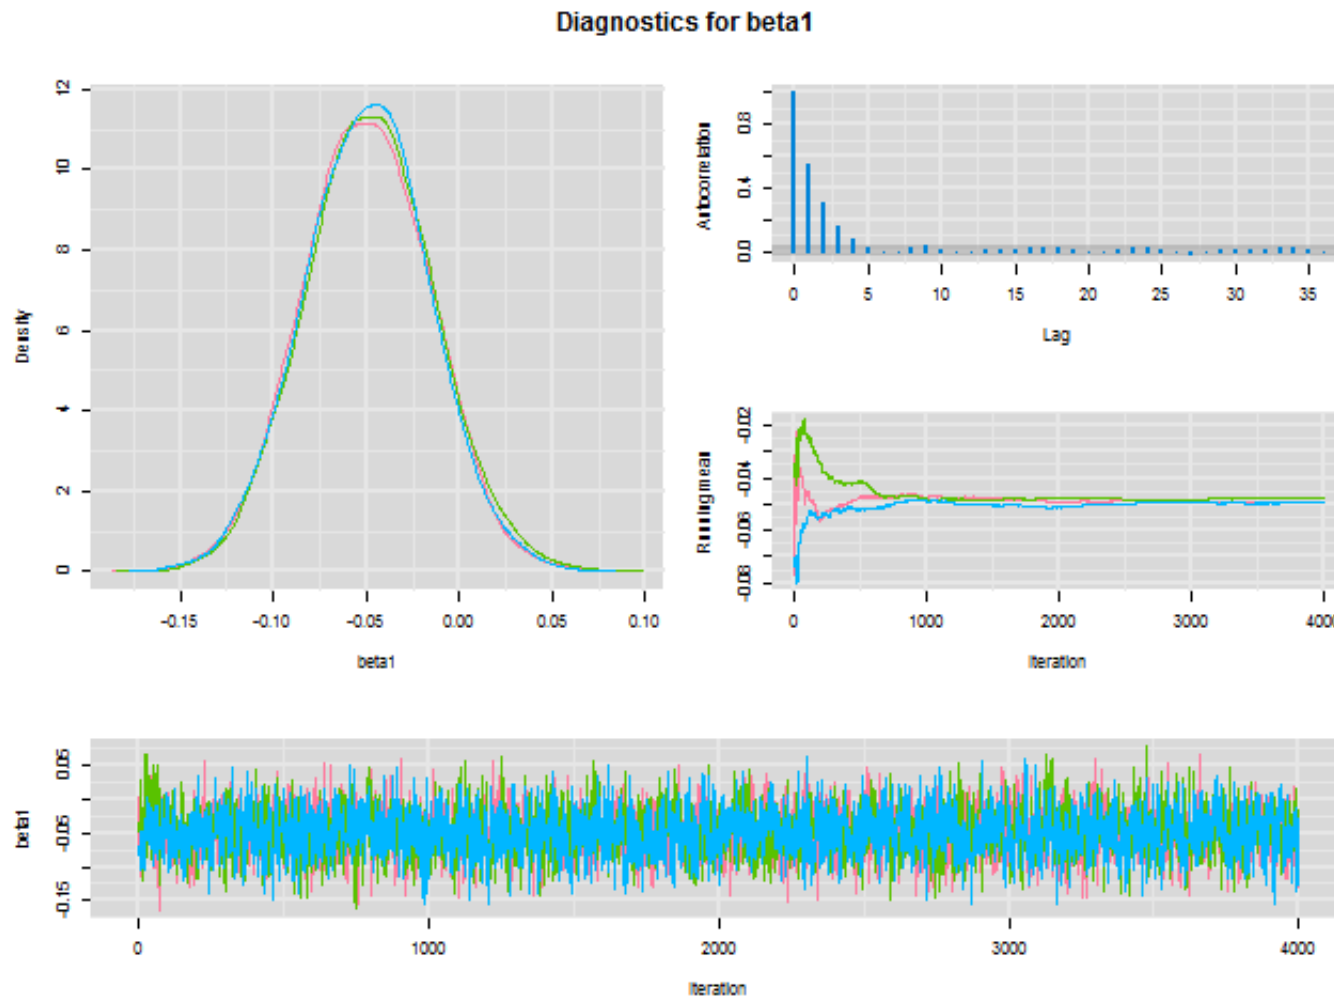 Diagnostics for beta1
Density
12
10
8
6
4
2
0
-0.15 -0.10 -0.05 0.00 0.05 0.10
beta1
Autocorrelation
0.8
0.4
0.0
0 5 10 15 20 25 30 35
Lag
Running mean
-0.02
-0.04
-0.06
-0.08
0 1000 2000 3000 4000
Iteration
beta1
0.05
-0.05
-0.15
0 1000 2000 3000 4000
Iteration